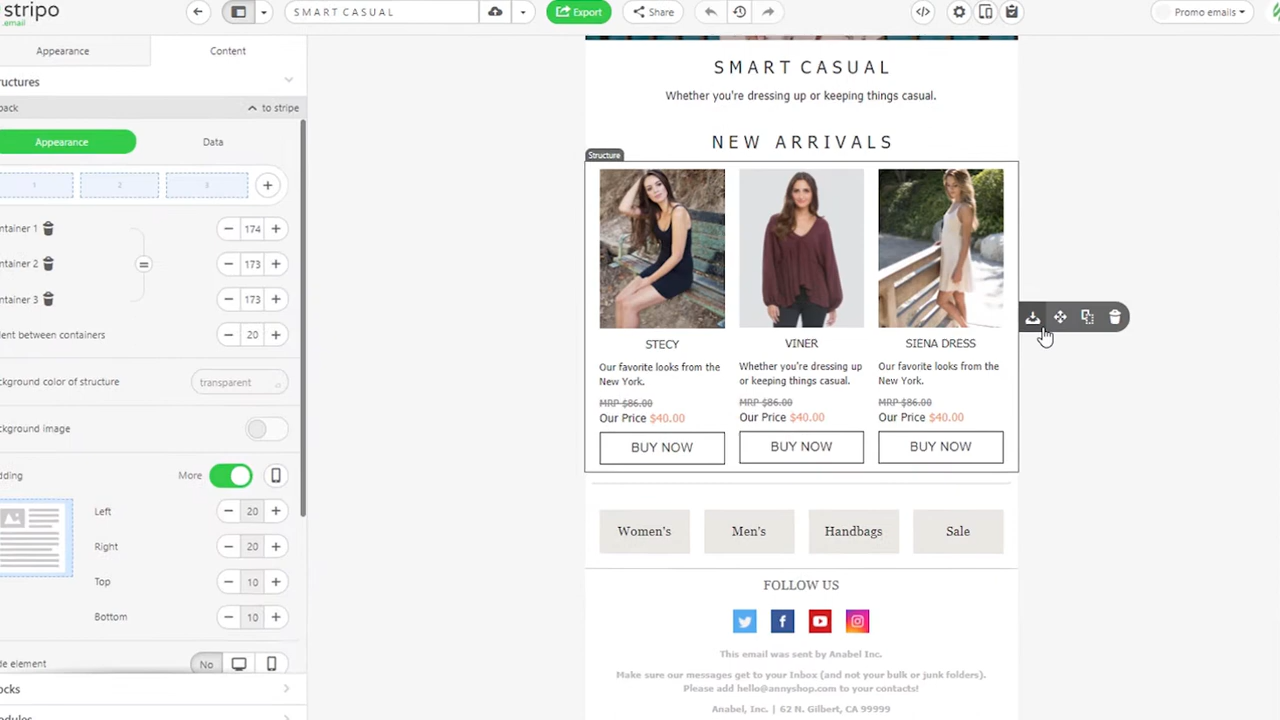 stripo
.email
SMART CASUAL
Export
Share
Promo emails
Appearance
Content
ructures
back
to stripe
Appearance
Data
1
2
3
ntainer 1
174
ntainer 2
173
ntainer 3
173
dent between containers
20
ckground color of structure
transparent
ckground image
dding
More
Left
20
Right
20
Top
10
Bottom
10
de element
No
ocks
odules
SMART CASUAL
Whether you're dressing up or keeping things casual.
NEW ARRIVALS
Structure
STECY
Our favorite looks from the
New York.
MRP $86.00
Our Price $40.00
BUY NOW
VINER
Whether you're dressing up
or keeping things casual.
MRP $86.00
Our Price $40.00
BUY NOW
SIENA DRESS
Our favorite looks from the
New York.
MRP $86.00
Our Price $40.00
BUY NOW
Women's
Men's
Handbags
Sale
FOLLOW US
This email was sent by Anabel Inc.
Make sure our messages get to your Inbox (and not your bulk or junk folders).
Please add hello@annyshop.com to your contacts!
Anabel, Inc. | 62 N. Gilbert, CA 99999